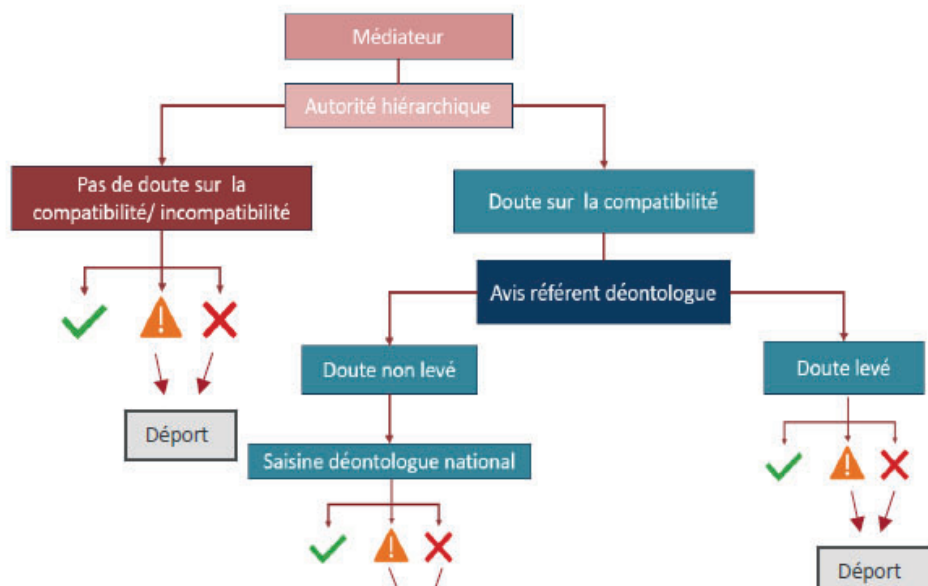 Médiateur
Autorité hiérarchique
Pas de doute sur la
compatibilité/ incompatibilité
Doute sur la compatibilité
Avis référent déontologue
Doute non levé
Doute levé
Déport
Saisine déontologue national
Déport